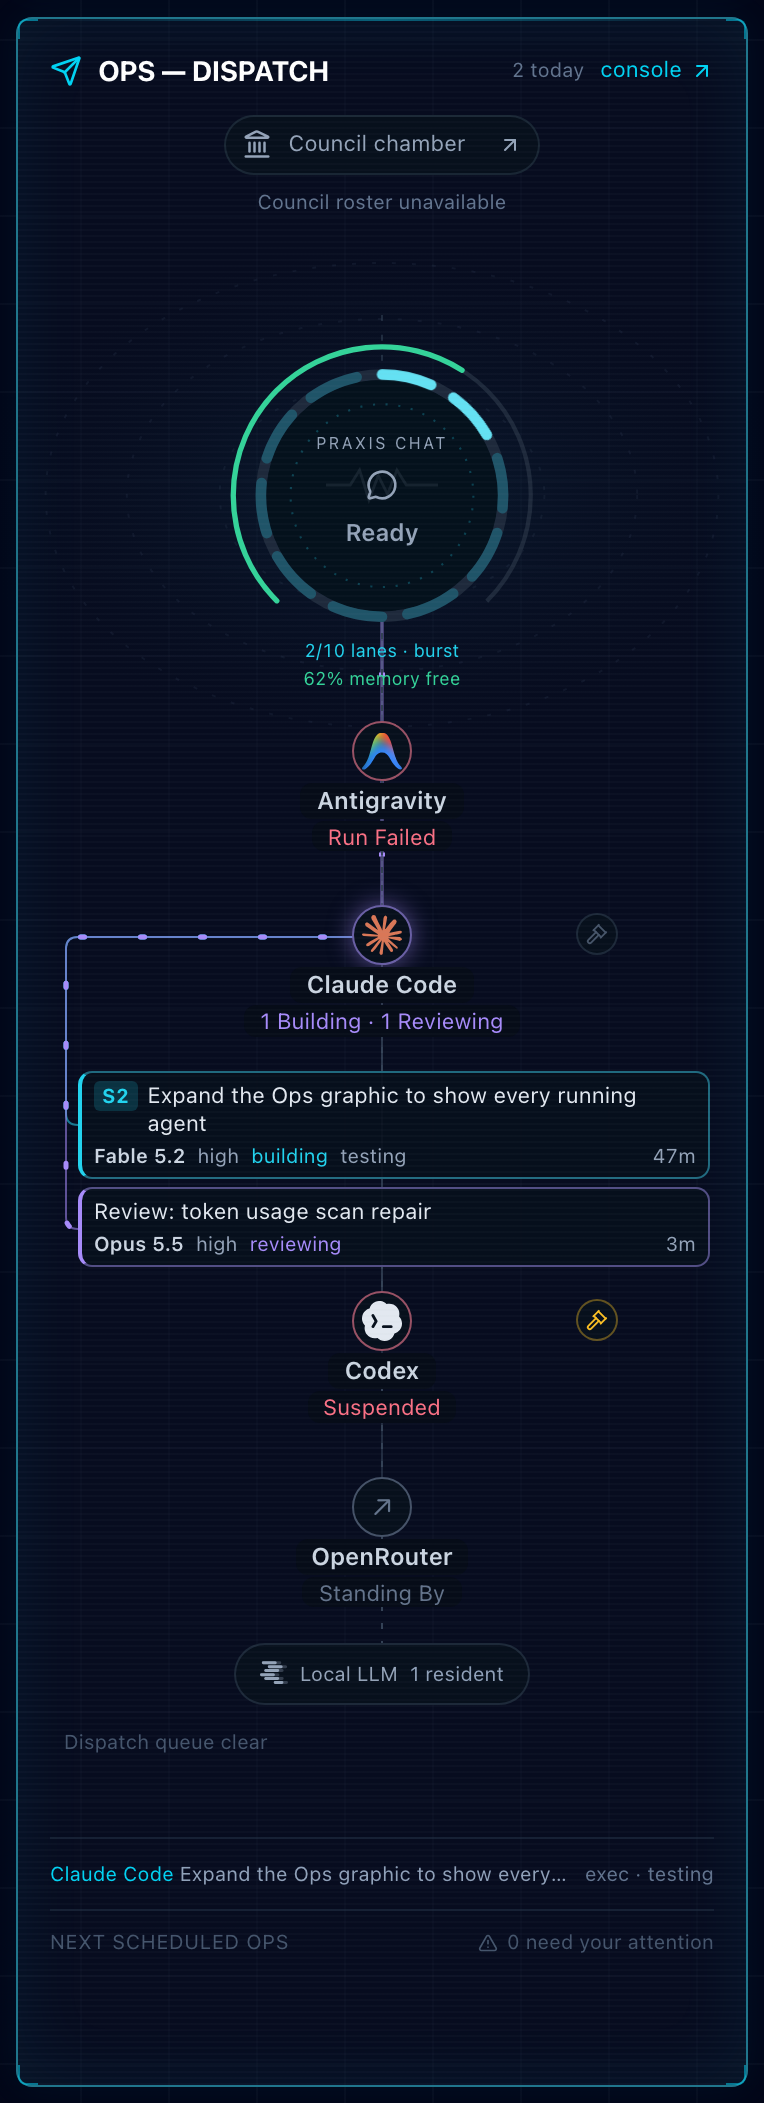 OPS — DISPATCH
2 today console
Council chamber
Council roster unavailable
PRAXIS CHAT
Ready
2/10 lanes · burst
62% memory free
Antigravity
Run Failed
Claude Code
1 Building · 1 Reviewing
S2 Expand the Ops graphic to show every running
agent
Fable 5.2 high building testing 47m
Review: token usage scan repair
Opus 5.5 high reviewing 3m
Codex
Suspended
OpenRouter
Standing By
Local LLM 1 resident
Dispatch queue clear
Claude Code Expand the Ops graphic to show every... exec · testing
NEXT SCHEDULED OPS 0 need your attention